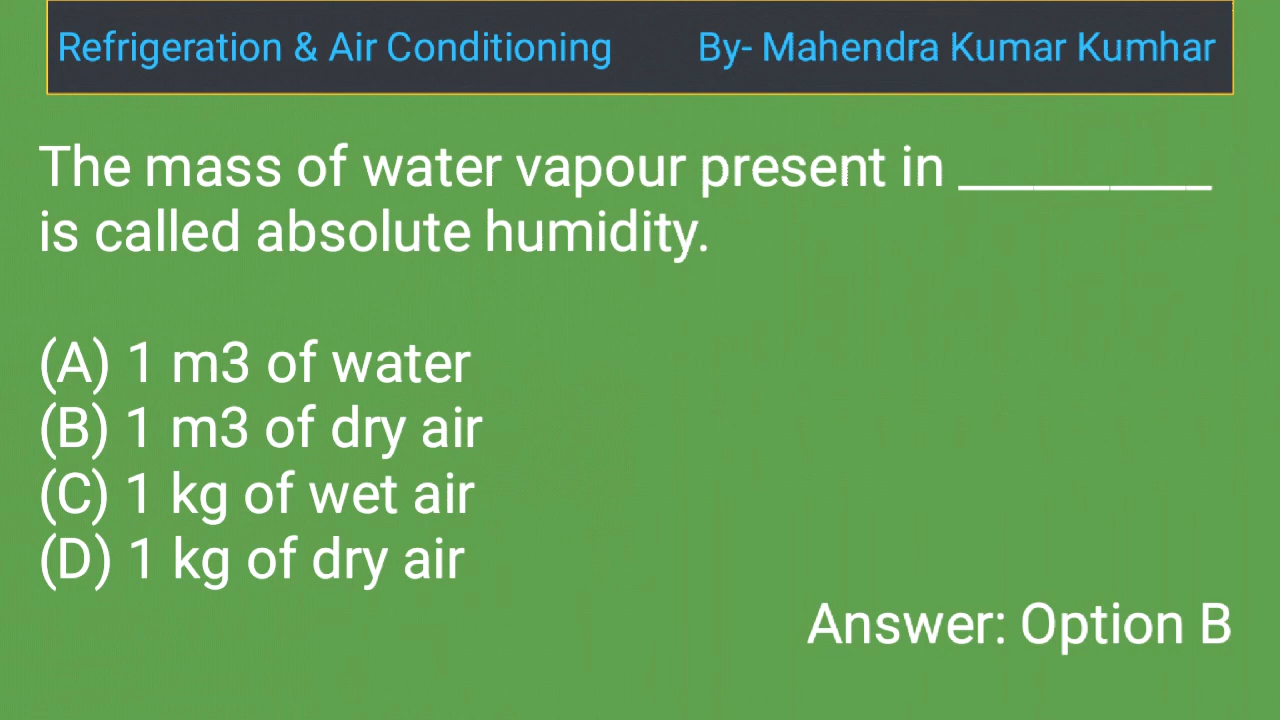 Refrigeration & Air Conditioning By- Mahendra Kumar Kumhar
The mass of water vapour present in __________
is called absolute humidity.
(A) 1 m3 of water
(B) 1 m3 of dry air
(C) 1 kg of wet air
(D) 1 kg of dry air
Answer: Option B